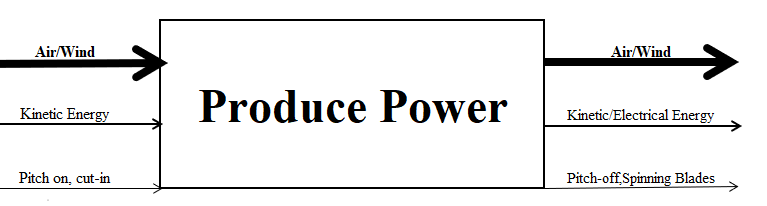 Air/Wind
Air/Wind
Produce Power
Kinetic Energy
Kinetic/Electrical Energy
Pitch on, cut-in
Pitch-off,Spinning Blades